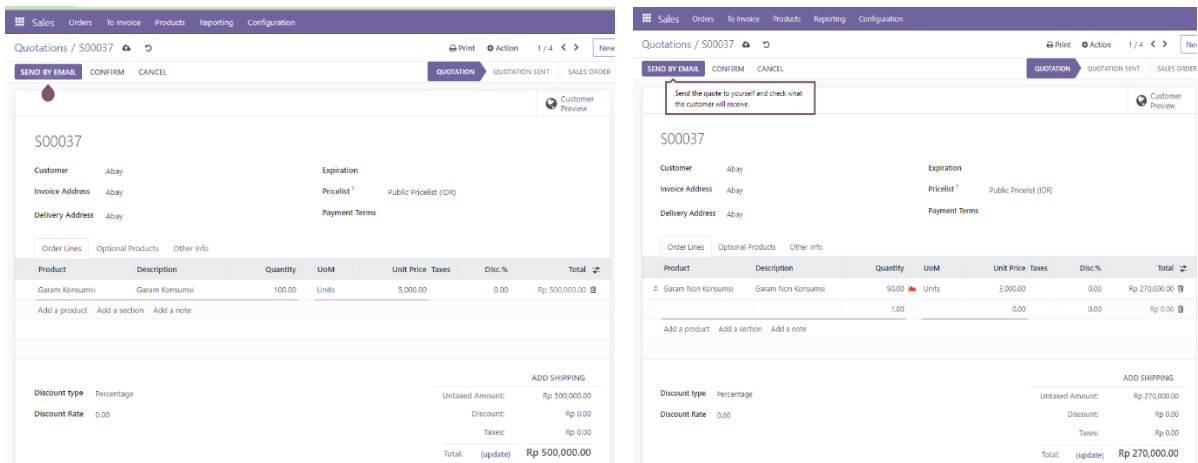 Sales Orders To Invoice Products Reporting Configuration
Quotations / S00037 Print Action 1 / 4 New
SEND BY EMAIL CONFIRM CANCEL QUOTATION QUOTATION SENT SALES ORDER
Customer
Preview
S00037
Customer Abay Expiration
Invoice Address Abay Pricelist ? Public Pricelist (IDR)
Delivery Address Abay Payment Terms
Order Lines Optional Products Other Info
Product Description Quantity UoM Unit Price Taxes Disc.% Total
Garam Konsumsi Garam Konsumsi 100.00 Units 5,000.00 0.00 Rp 500,000.00
Add a product Add a section Add a note
ADD SHIPPING
Discount type Percentage Untaxed Amount: Rp 500,000.00
Discount Rate 0.00 Discount: Rp 0.00
Taxes: Rp 0.00
Total: (update) Rp 500,000.00
Sales Orders To Invoice Products Reporting Configuration
Quotations / S00037 Print Action 1 / 4 Ne
SEND BY EMAIL CONFIRM CANCEL QUOTATION QUOTATION SENT SALES ORDER
Send the quote to yourself and check what
the customer will receive.
Customer
Preview
S00037
Customer Abay Expiration
Invoice Address Abay Pricelist ? Public Pricelist (IDR)
Delivery Address Abay Payment Terms
Order Lines Optional Products Other Info
Product Description Quantity UoM Unit Price Taxes Disc.% Total
Garam Non Konsumsi Garam Non Konsumsi 90.00 Units 3,000.00 0.00 Rp 270,000.00
1.00 0.00 0.00 Rp 0.00
Add a product Add a section Add a note
ADD SHIPPING
Discount type Percentage Untaxed Amount: Rp 270,000.00
Discount Rate 0.00 Discount: Rp 0.00
Taxes: Rp 0.00
Total: (update) Rp 270,000.00